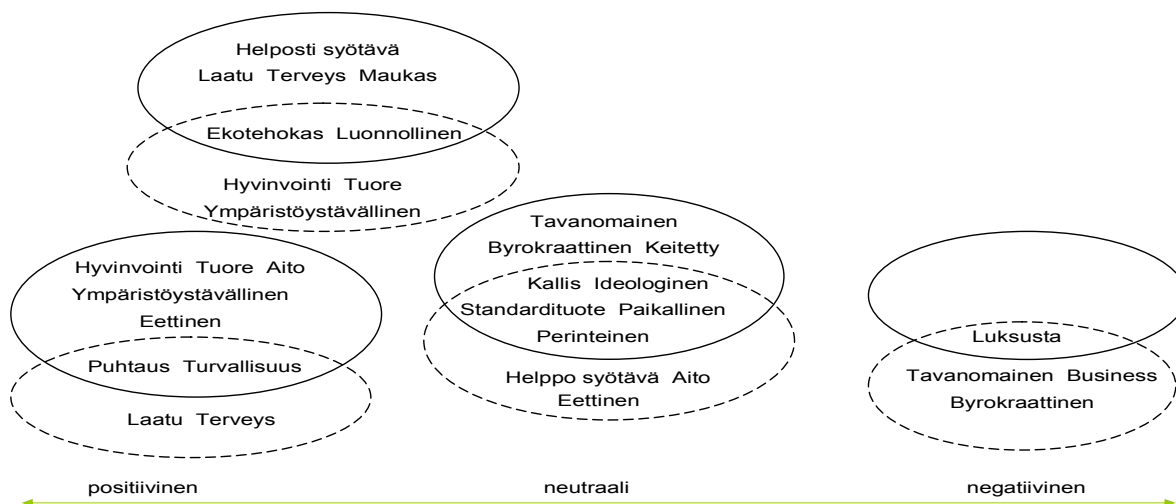 Helposti syötävä
Laatu Terveys Maukas
Ekotehokas Luonnollinen
Hyvinvointi Tuore
Ympäristöystävällinen
Hyvinvointi Tuore Aito
Ympäristöystävällinen
Eettinen
Puhtaus Turvallisuus
Laatu Terveys
Tavanomainen
Byrokraattinen Keitetty
Kallis Ideologinen
Standardituote Paikallinen
Perinteinen
Helppo syötävä Aito
Eettinen
Luksusta
Tavanomainen Business
Byrokraattinen
positiivinen
neutraali
negatiivinen